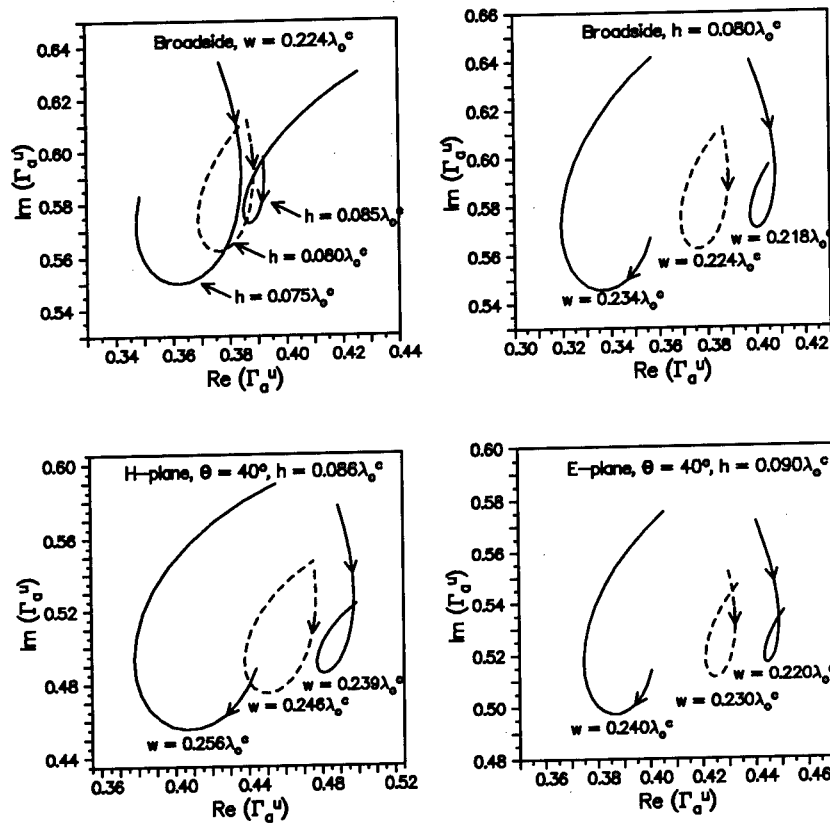 Broadside, w = 0.224λ₀ᶜ
0.64
0.62
0.60
0.58
0.56
0.54
Im (Γₐᵘ)
h = 0.085λ₀ᶜ
h = 0.080λ₀ᶜ
h = 0.075λ₀ᶜ
0.34 0.36 0.38 0.40 0.42 0.44
Re (Γₐᵘ)
Broadside, h = 0.080λ₀ᶜ
0.66
0.64
0.62
0.60
0.58
0.56
0.54
Im (Γₐᵘ)
w = 0.218λ₀ᶜ
w = 0.224λ₀ᶜ
w = 0.234λ₀ᶜ
0.30 0.32 0.34 0.36 0.38 0.40 0.42
Re (Γₐᵘ)
H-plane, θ = 40°, h = 0.086λ₀ᶜ
0.60
0.56
0.52
0.48
0.44
Im (Γₐᵘ)
w = 0.239λ₀ᶜ
w = 0.246λ₀ᶜ
w = 0.256λ₀ᶜ
0.36 0.40 0.44 0.48 0.52
Re (Γₐᵘ)
E-plane, θ = 40°, h = 0.090λ₀ᶜ
0.60
0.58
0.56
0.54
0.52
0.50
0.48
Im (Γₐᵘ)
w = 0.220λ₀ᶜ
w = 0.230λ₀ᶜ
w = 0.240λ₀ᶜ
0.36 0.38 0.40 0.42 0.44 0.46
Re (Γₐᵘ)